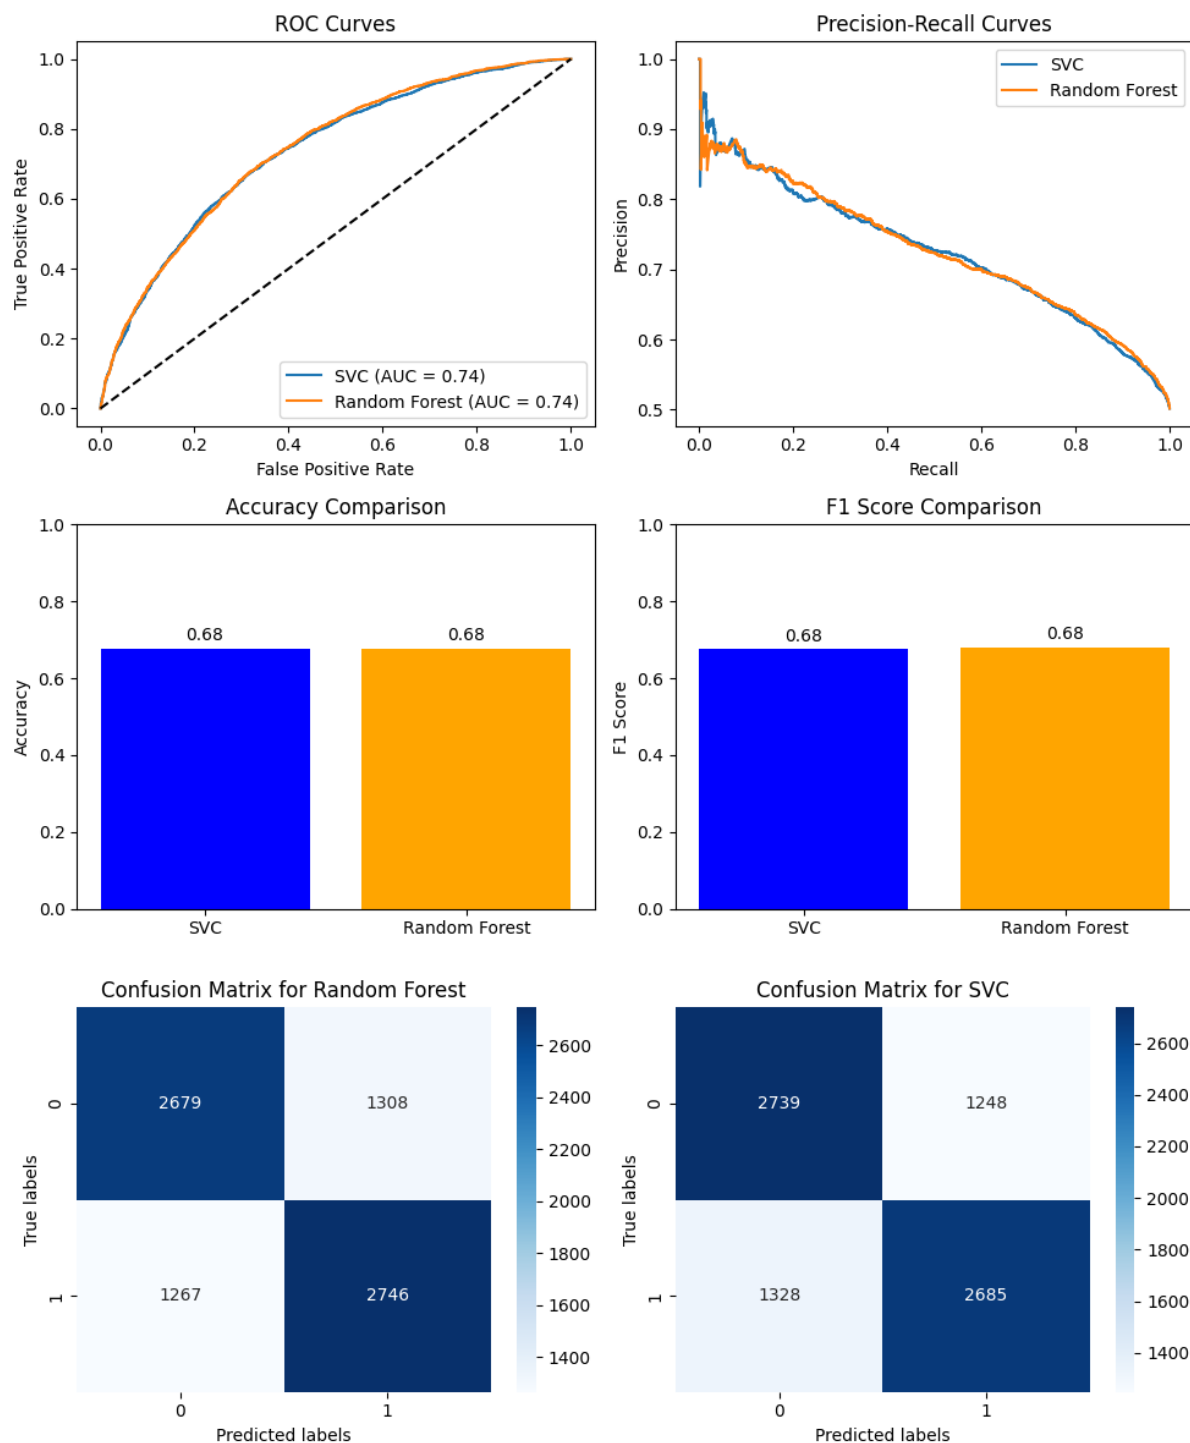 ROC Curves
1.0
0.8
0.6
0.4
0.2
0.0
True Positive Rate
SVC (AUC = 0.74)
Random Forest (AUC = 0.74)
0.0 0.2 0.4 0.6 0.8 1.0
False Positive Rate
Precision-Recall Curves
1.0
0.9
0.8
0.7
0.6
0.5
Precision
SVC
Random Forest
0.0 0.2 0.4 0.6 0.8 1.0
Recall
Accuracy Comparison
1.0
0.8
0.6
0.4
0.2
0.0
Accuracy
0.68 0.68
SVC Random Forest
F1 Score Comparison
1.0
0.8
0.6
0.4
0.2
0.0
F1 Score
0.68 0.68
SVC Random Forest
Confusion Matrix for Random Forest
True labels
0 2679 1308
1 1267 2746
0 1
Predicted labels
2600
2400
2200
2000
1800
1600
1400
Confusion Matrix for SVC
True labels
0 2739 1248
1 1328 2685
0 1
Predicted labels
2600
2400
2200
2000
1800
1600
1400